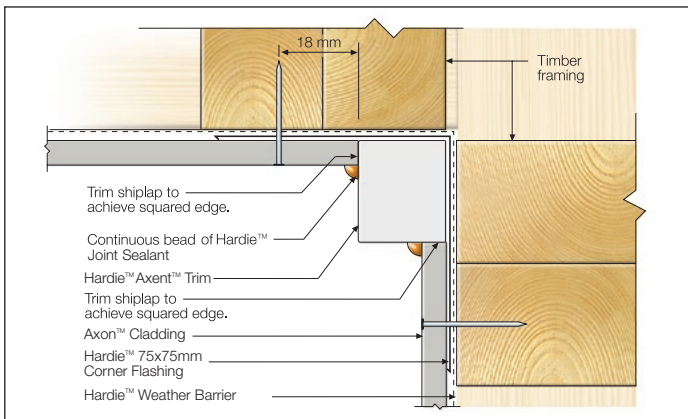 18 mm
Timber
framing
Trim shiplap to
achieve squared edge.
Continuous bead of Hardie™
Joint Sealant
Hardie™ Axent™ Trim
Trim shiplap to
achieve squared edge.
Axon™ Cladding
Hardie™ 75x75mm
Corner Flashing
Hardie™ Weather Barrier